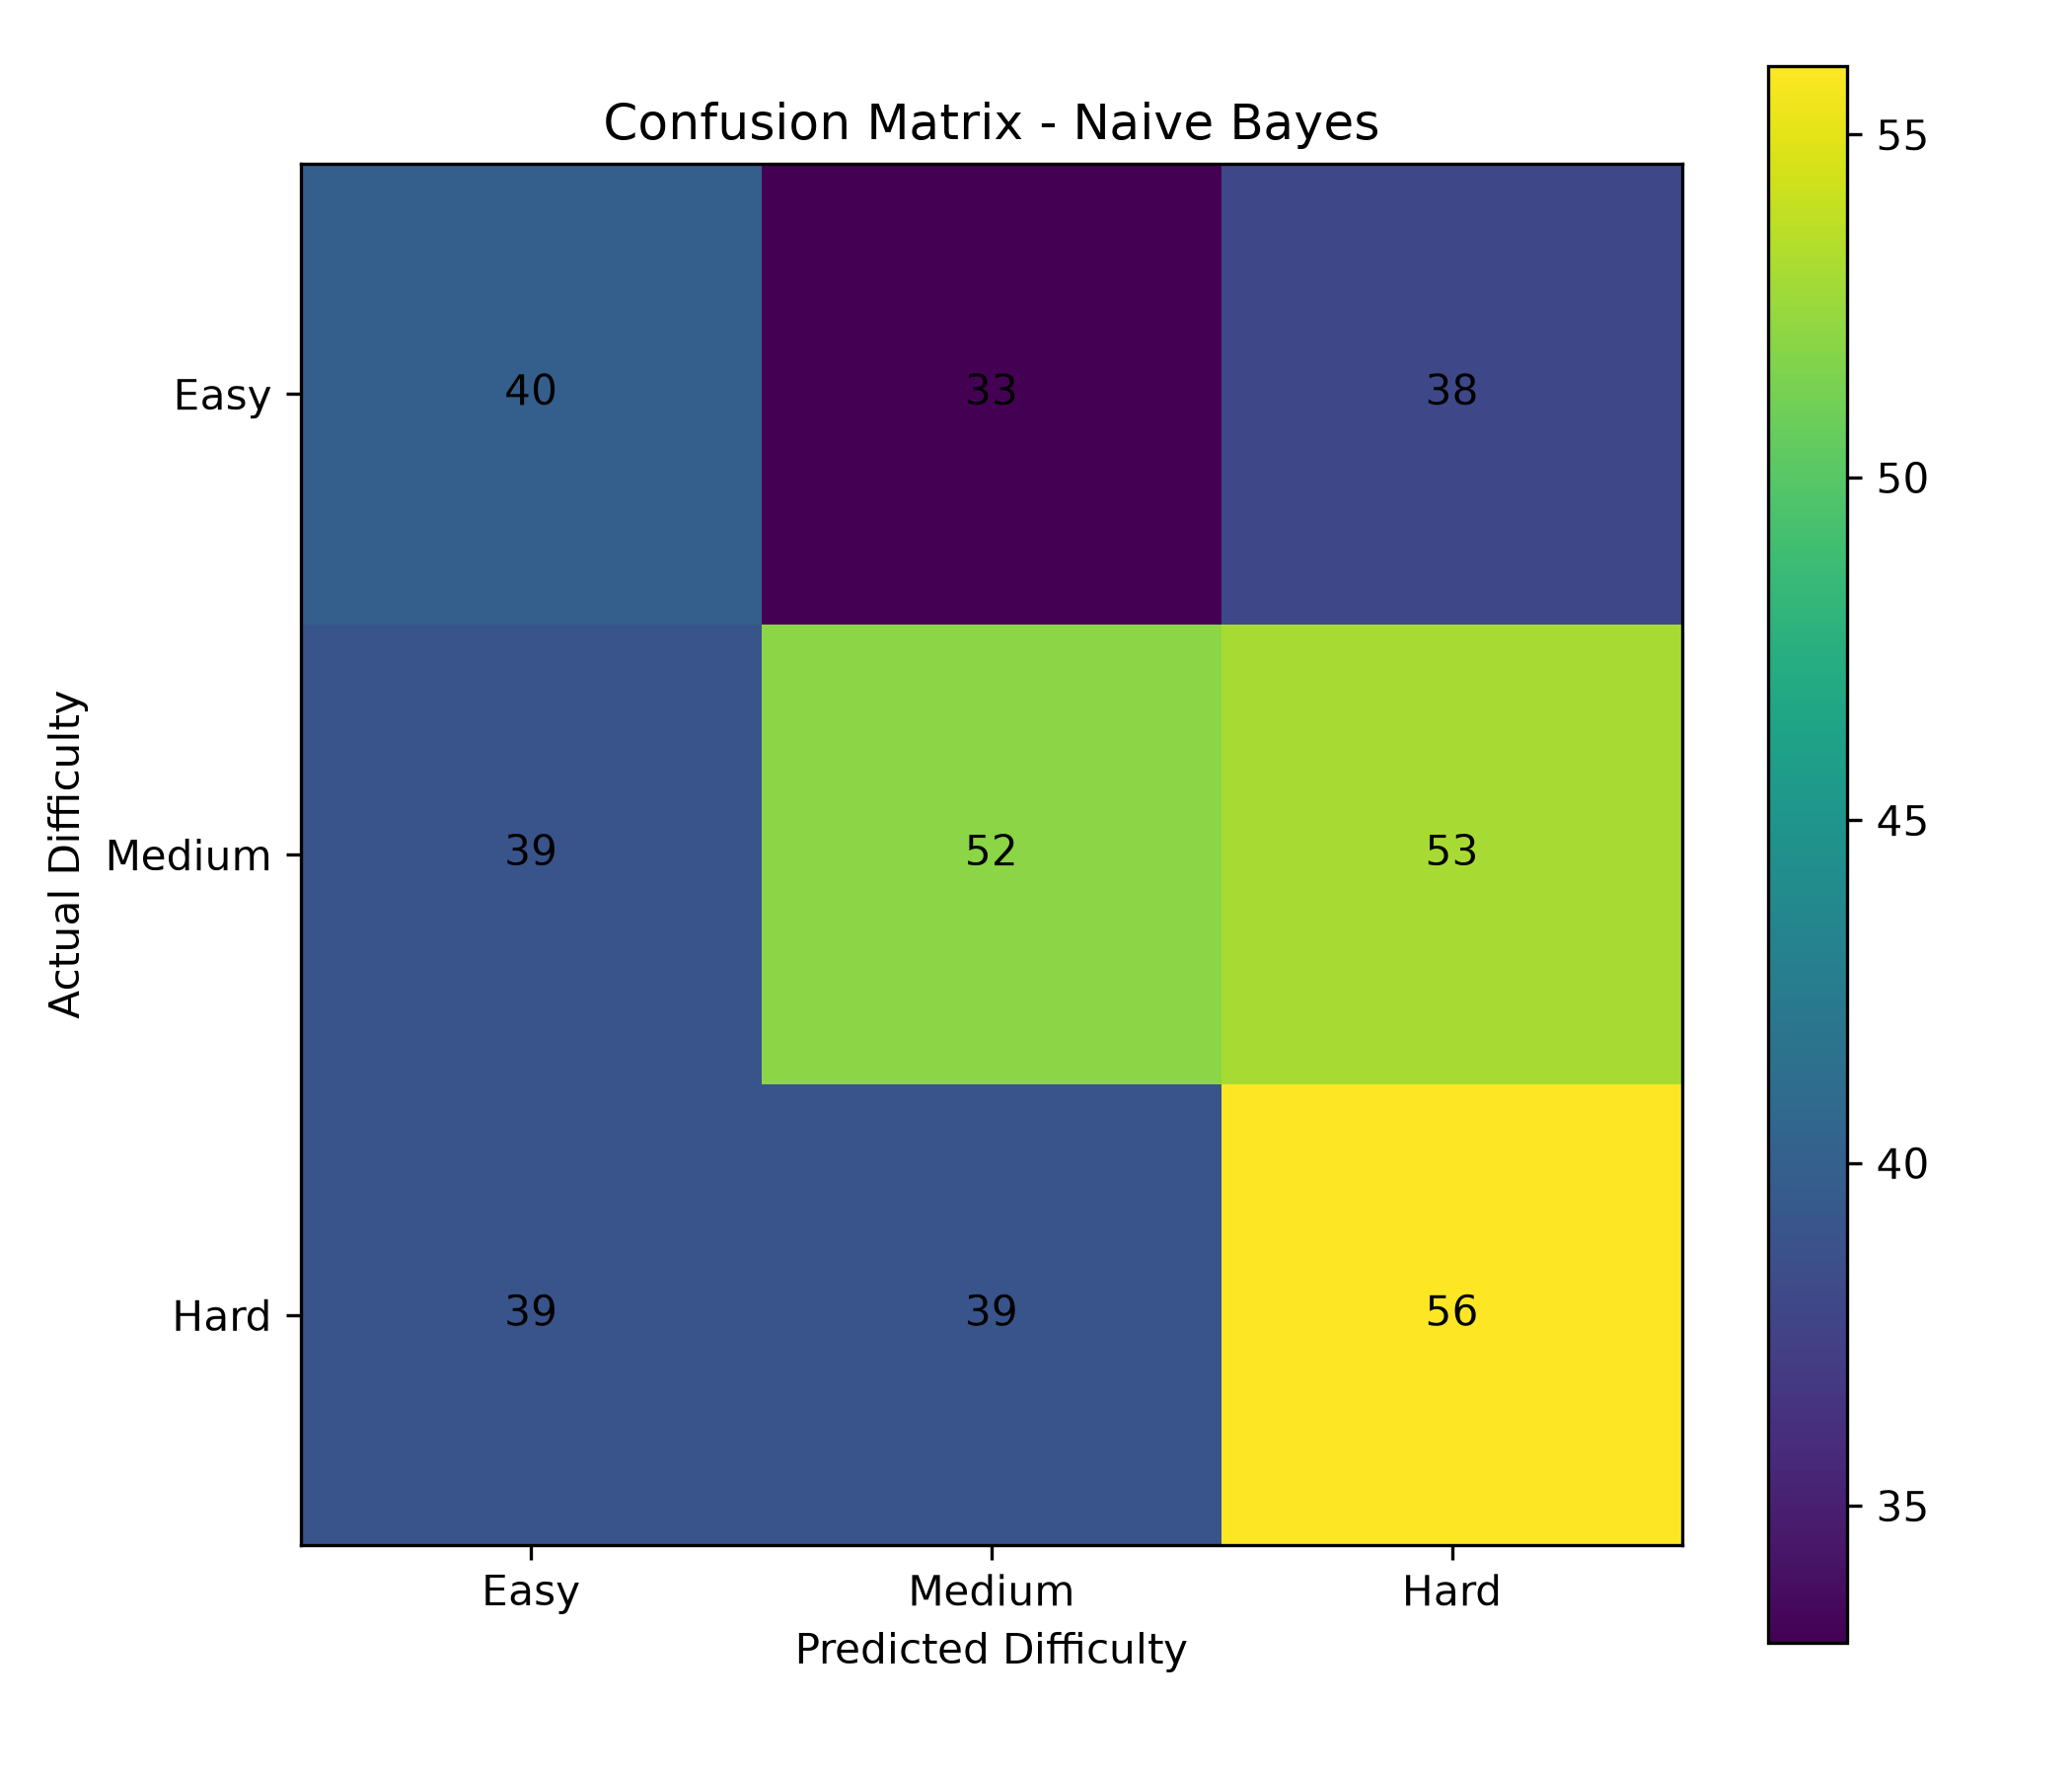 Confusion Matrix - Naive Bayes
Actual Difficulty
Easy 40 33 38
Medium 39 52 53
Hard 39 39 56
Easy Medium Hard
Predicted Difficulty
55
50
45
40
35